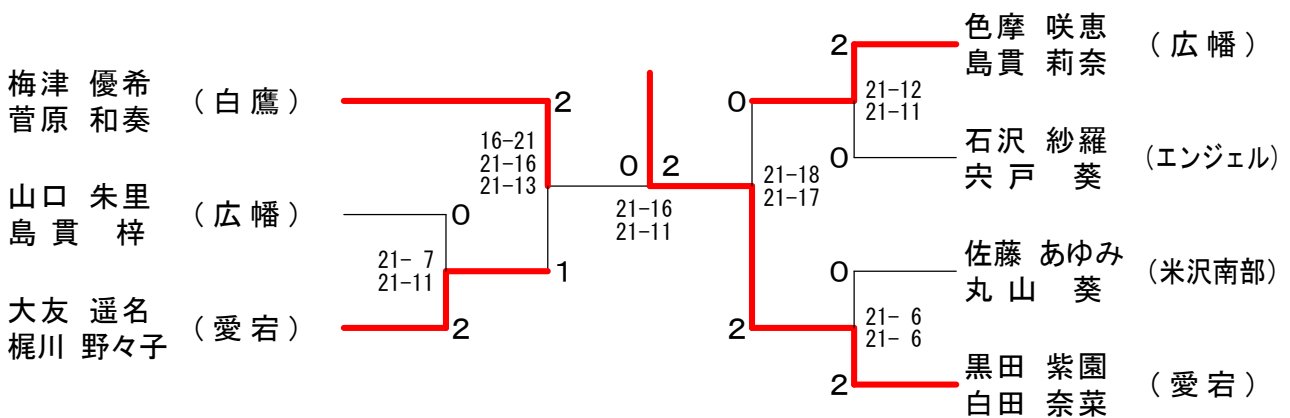 梅津 優希
菅原 和奏
(白鷹)
山口 朱里
島貫 梓
(広幡)
大友 遥名
梶川 野々子
(愛宕)
2
16-21
21-16
21-13
0
21- 7
21-11
1
2
0
2
21-16
21-11
0
21-18
21-17
2
2
21-12
21-11
0
0
21- 6
21- 6
2
色摩 咲恵
島貫 莉奈
(広幡)
石沢 紗羅
宍戸 葵
(エンジェル)
佐藤 あゆみ
丸山 葵
(米沢南部)
黒田 紫園
白田 奈菜
(愛宕)